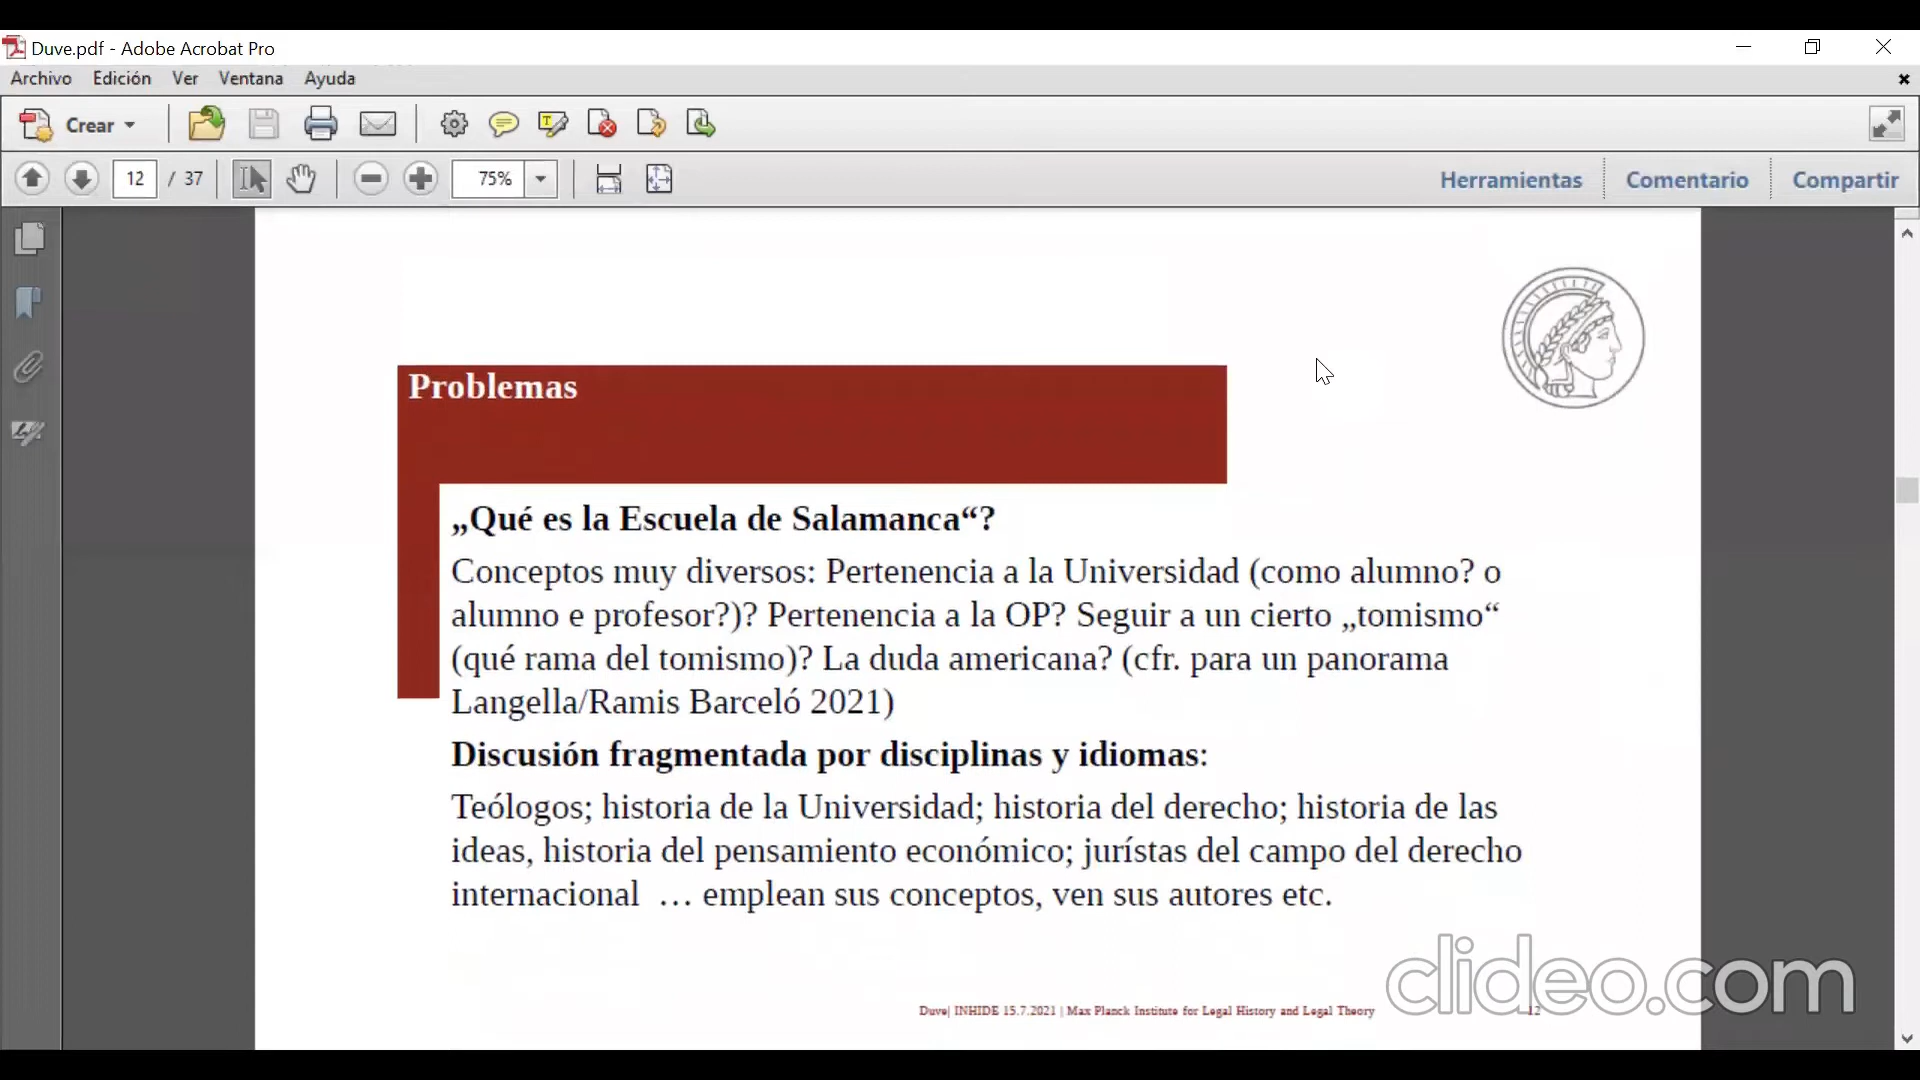 Duve.pdf - Adobe Acrobat Pro
Archivo Edición Ver Ventana Ayuda
Crear
12 / 37 75% Herramientas Comentario Compartir
Problemas
„Qué es la Escuela de Salamanca“?
Conceptos muy diversos: Pertenencia a la Universidad (como alumno? o
alumno e profesor?)? Pertenencia a la OP? Seguir a un cierto „tomismo“
(qué rama del tomismo)? La duda americana? (cfr. para un panorama
Langella/Ramis Barceló 2021)
Discusión fragmentada por disciplinas y idiomas:
Teólogos; historia de la Universidad; historia del derecho; historia de las
ideas, historia del pensamiento económico; jurístas del campo del derecho
internacional … emplean sus conceptos, ven sus autores etc.
clideo.com
Duve| INHIDE 15.7.2021 | Max Planck Institute for Legal History and Legal Theory 12